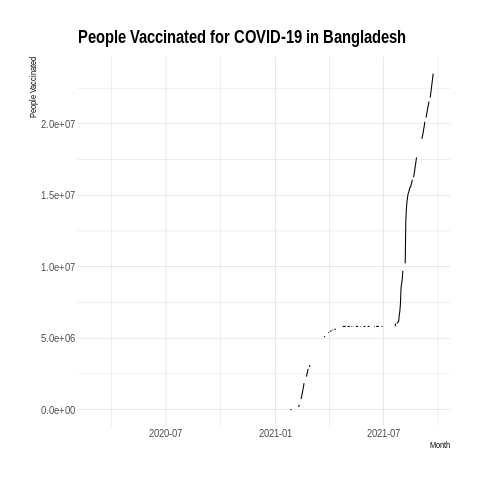 People Vaccinated for COVID-19 in Bangladesh
People Vaccinated
2.0e+07
1.5e+07
1.0e+07
5.0e+06
0.0e+00
2020-07 2021-01 2021-07
Month